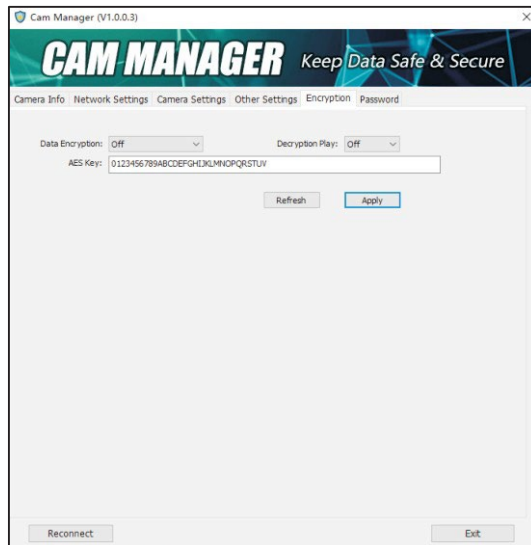 Cam Manager (V1.0.0.3)
CAM MANAGER Keep Data Safe & Secure
Camera Info Network Settings Camera Settings Other Settings Encryption Password
Data Encryption: Off Decryption Play: Off
AES Key: 0123456789ABCDEFGHIJKLMNOPQRSTUV
Refresh Apply
Reconnect Exit